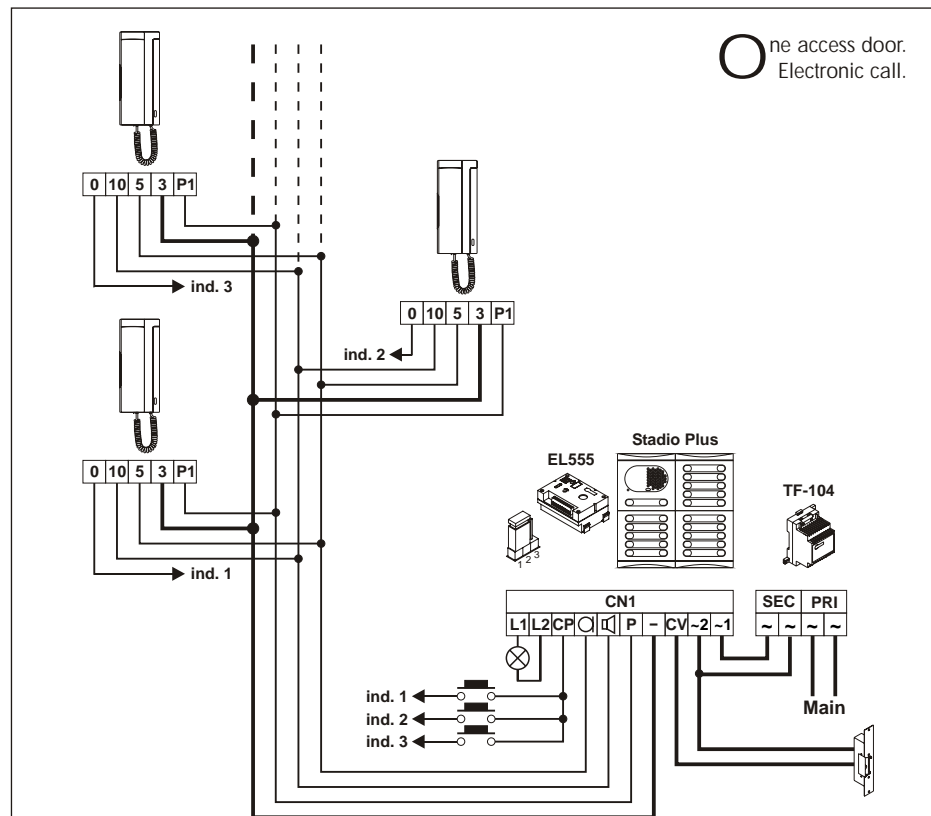 One access door.
Electronic call.
0 10 5 3 P1
ind. 3
0 10 5 3 P1
ind. 2
0 10 5 3 P1
ind. 1
Stadio Plus
EL555
TF-104
1 2 3
CN1
L1 L2 CP P – CV ~2 ~1
SEC PRI
~ ~ ~ ~
Main
ind. 1
ind. 2
ind. 3